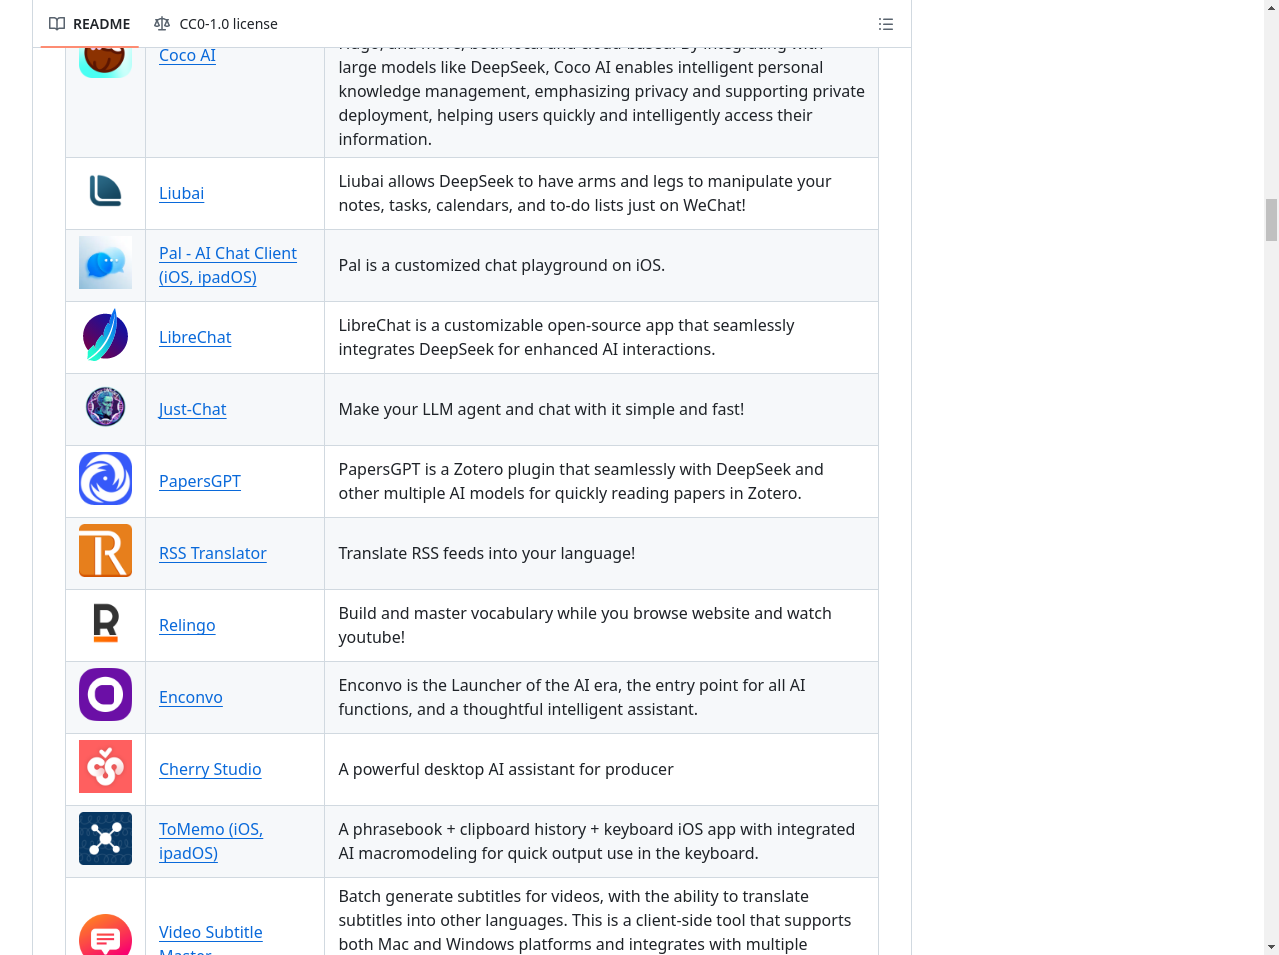 README
CC0-1.0 license
Coco AI
large models like DeepSeek, Coco AI enables intelligent personal
knowledge management, emphasizing privacy and supporting private
deployment, helping users quickly and intelligently access their
information.
Liubai
Liubai allows DeepSeek to have arms and legs to manipulate your
notes, tasks, calendars, and to-do lists just on WeChat!
Pal - AI Chat Client
(iOS, ipadOS)
Pal is a customized chat playground on iOS.
LibreChat
LibreChat is a customizable open-source app that seamlessly
integrates DeepSeek for enhanced AI interactions.
Just-Chat
Make your LLM agent and chat with it simple and fast!
PapersGPT
PapersGPT is a Zotero plugin that seamlessly with DeepSeek and
other multiple AI models for quickly reading papers in Zotero.
RSS Translator
Translate RSS feeds into your language!
Relingo
Build and master vocabulary while you browse website and watch
youtube!
Enconvo
Enconvo is the Launcher of the AI era, the entry point for all AI
functions, and a thoughtful intelligent assistant.
Cherry Studio
A powerful desktop AI assistant for producer
ToMemo (iOS,
ipadOS)
A phrasebook + clipboard history + keyboard iOS app with integrated
AI macromodeling for quick output use in the keyboard.
Video Subtitle
Master
Batch generate subtitles for videos, with the ability to translate
subtitles into other languages. This is a client-side tool that supports
both Mac and Windows platforms and integrates with multiple